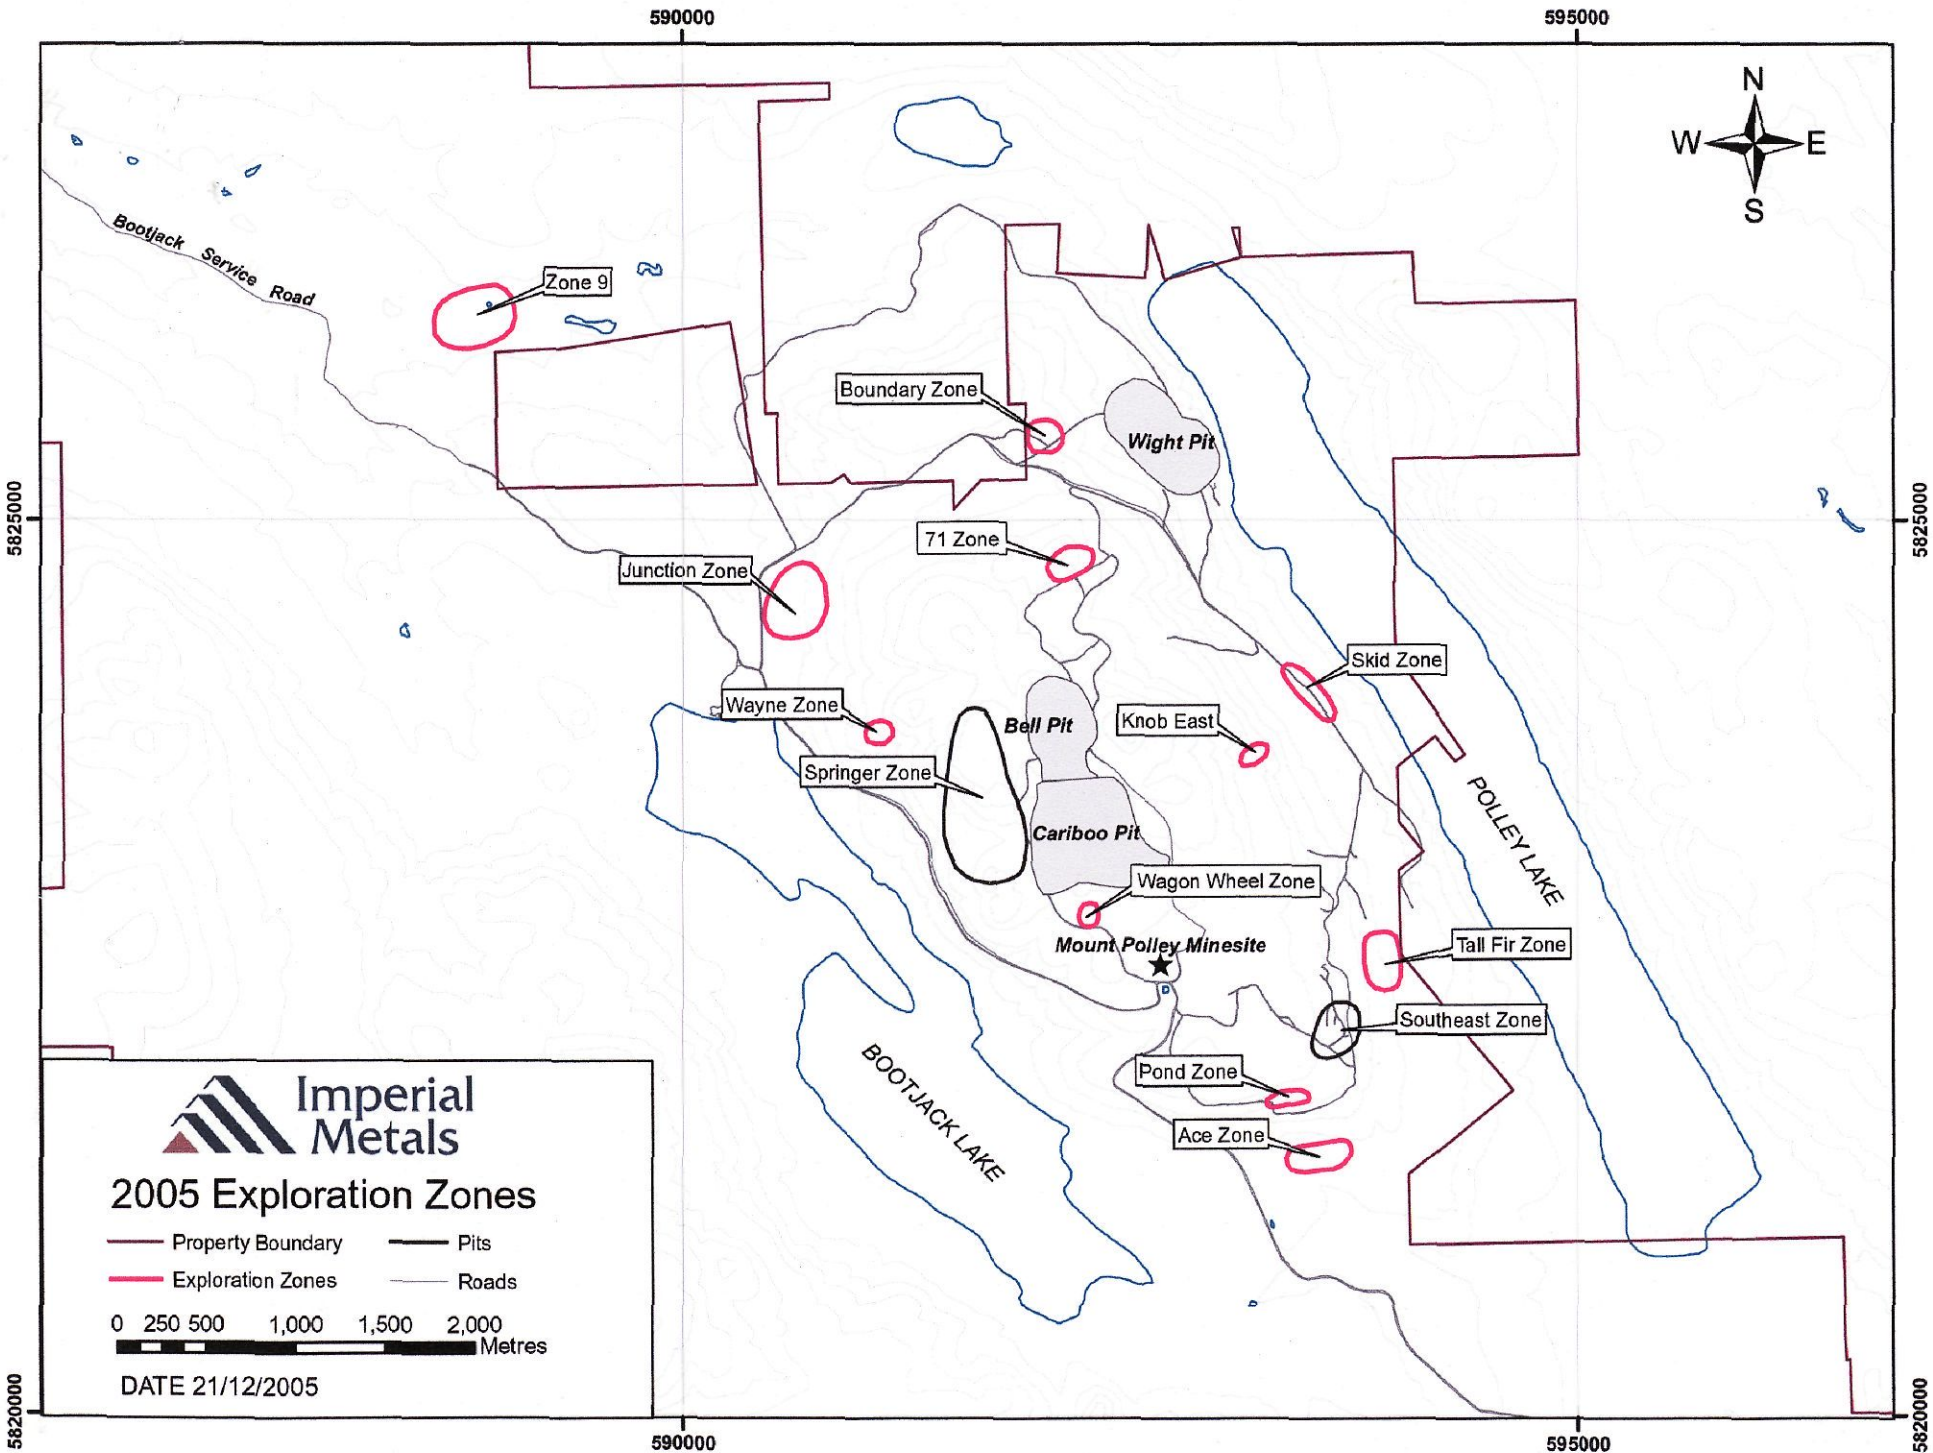 590000
595000
N
W E
S
Bootjack Service Road
Zone 9
Boundary Zone
Wight Pit
5825000
5825000
71 Zone
Junction Zone
Skid Zone
Wayne Zone
Bell Pit
Knob East
Springer Zone
Cariboo Pit
POLLEY LAKE
Wagon Wheel Zone
Mount Polley Minesite
Tall Fir Zone
Southeast Zone
Pond Zone
BOOTJACK LAKE
Ace Zone
Imperial
Metals
2005 Exploration Zones
Property Boundary
Pits
Exploration Zones
Roads
0 250 500 1,000 1,500 2,000
Metres
DATE 21/12/2005
5820000
5820000
590000
595000